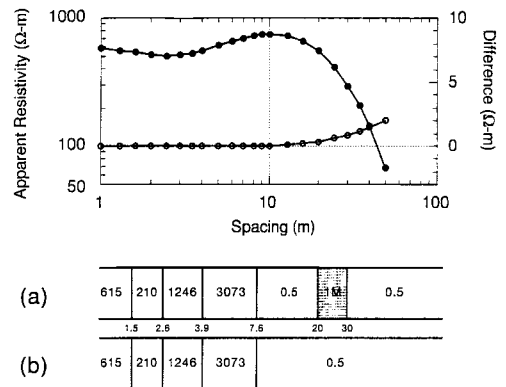 1000
10
5
100
0
50
1
10
100
Apparent Resistivity (Ω-m)
Difference (Ω-m)
Spacing (m)
(a)
615 210 1246 3073 0.5 1M 0.5
1.5 2.6 3.9 7.6 20 30
(b)
615 210 1246 3073 0.5